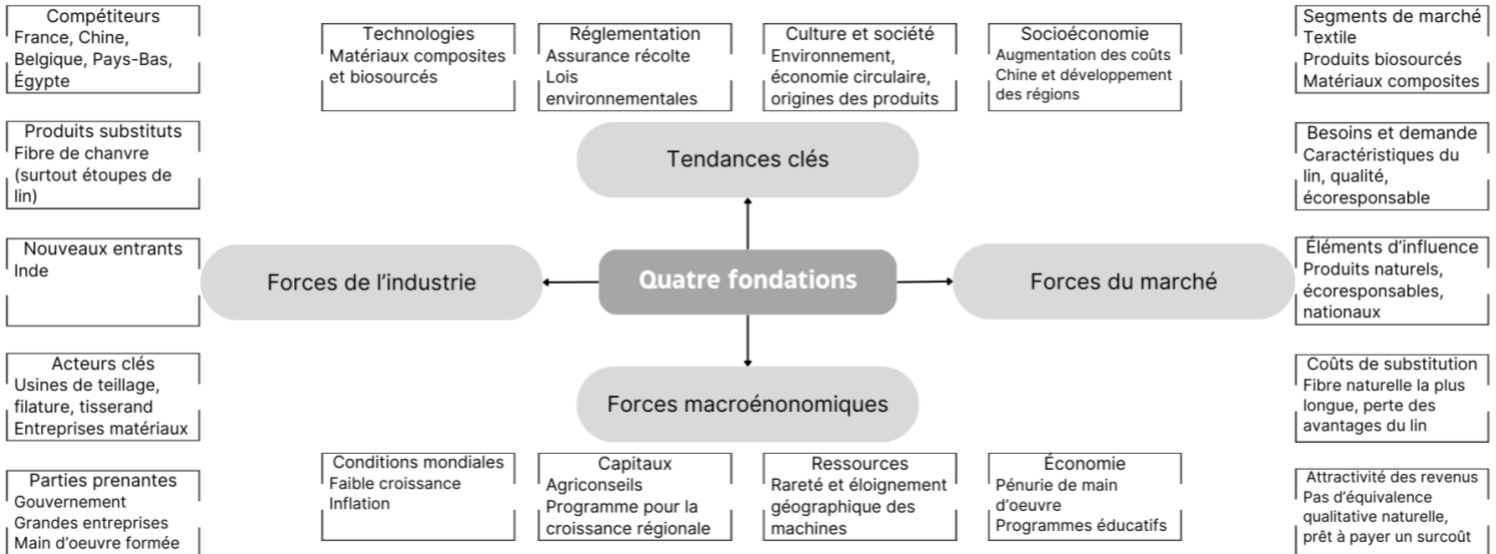 Compétiteurs
France, Chine,
Belgique, Pays-Bas,
Égypte
Technologies
Matériaux composites
et biosourcés
Réglementation
Assurance récolte
Lois
environnementales
Culture et société
Environnement,
économie circulaire,
origines des produits
Socioéconomie
Augmentation des coûts
Chine et développement
des régions
Segments de marché
Textile
Produits biosourcés
Matériaux composites
Produits substituts
Fibre de chanvre
(surtout étoupes de
lin)
Tendances clés
Besoins et demande
Caractéristiques du
lin, qualité,
écoresponsable
Nouveaux entrants
Inde
Forces de l'industrie
Quatre fondations
Forces du marché
Éléments d'influence
Produits naturels,
écoresponsables,
nationaux
Acteurs clés
Usines de teillage,
filature, tisserand
Entreprises matériaux
Forces macroénonomiques
Coûts de substitution
Fibre naturelle la plus
longue, perte des
avantages du lin
Parties prenantes
Gouvernement
Grandes entreprises
Main d'oeuvre formée
Conditions mondiales
Faible croissance
Inflation
Capitaux
Agriconseils
Programme pour la
croissance régionale
Ressources
Rareté et éloignement
géographique des
machines
Économie
Pénurie de main
d'oeuvre
Programmes éducatifs
Attractivité des revenus
Pas d'équivalence
qualitative naturelle,
prêt à payer un surcoût